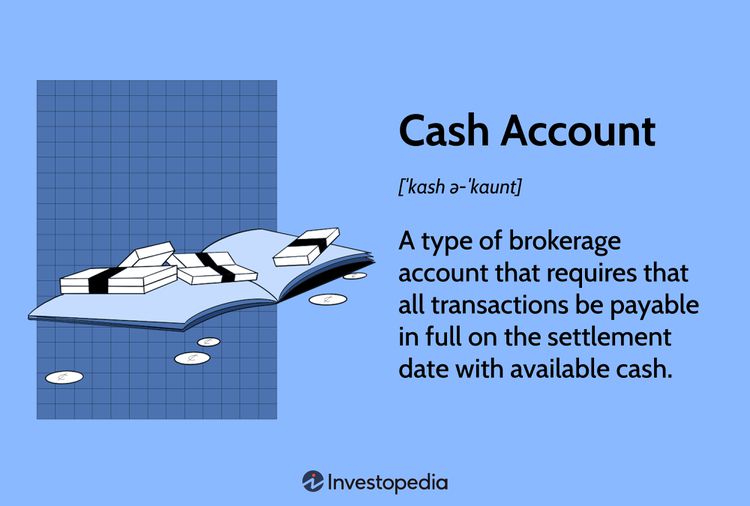 Cash Account
[ˈkash ə-ˈkaunt]
A type of brokerage
account that requires that
all transactions be payable
in full on the settlement
date with available cash.
Investopedia